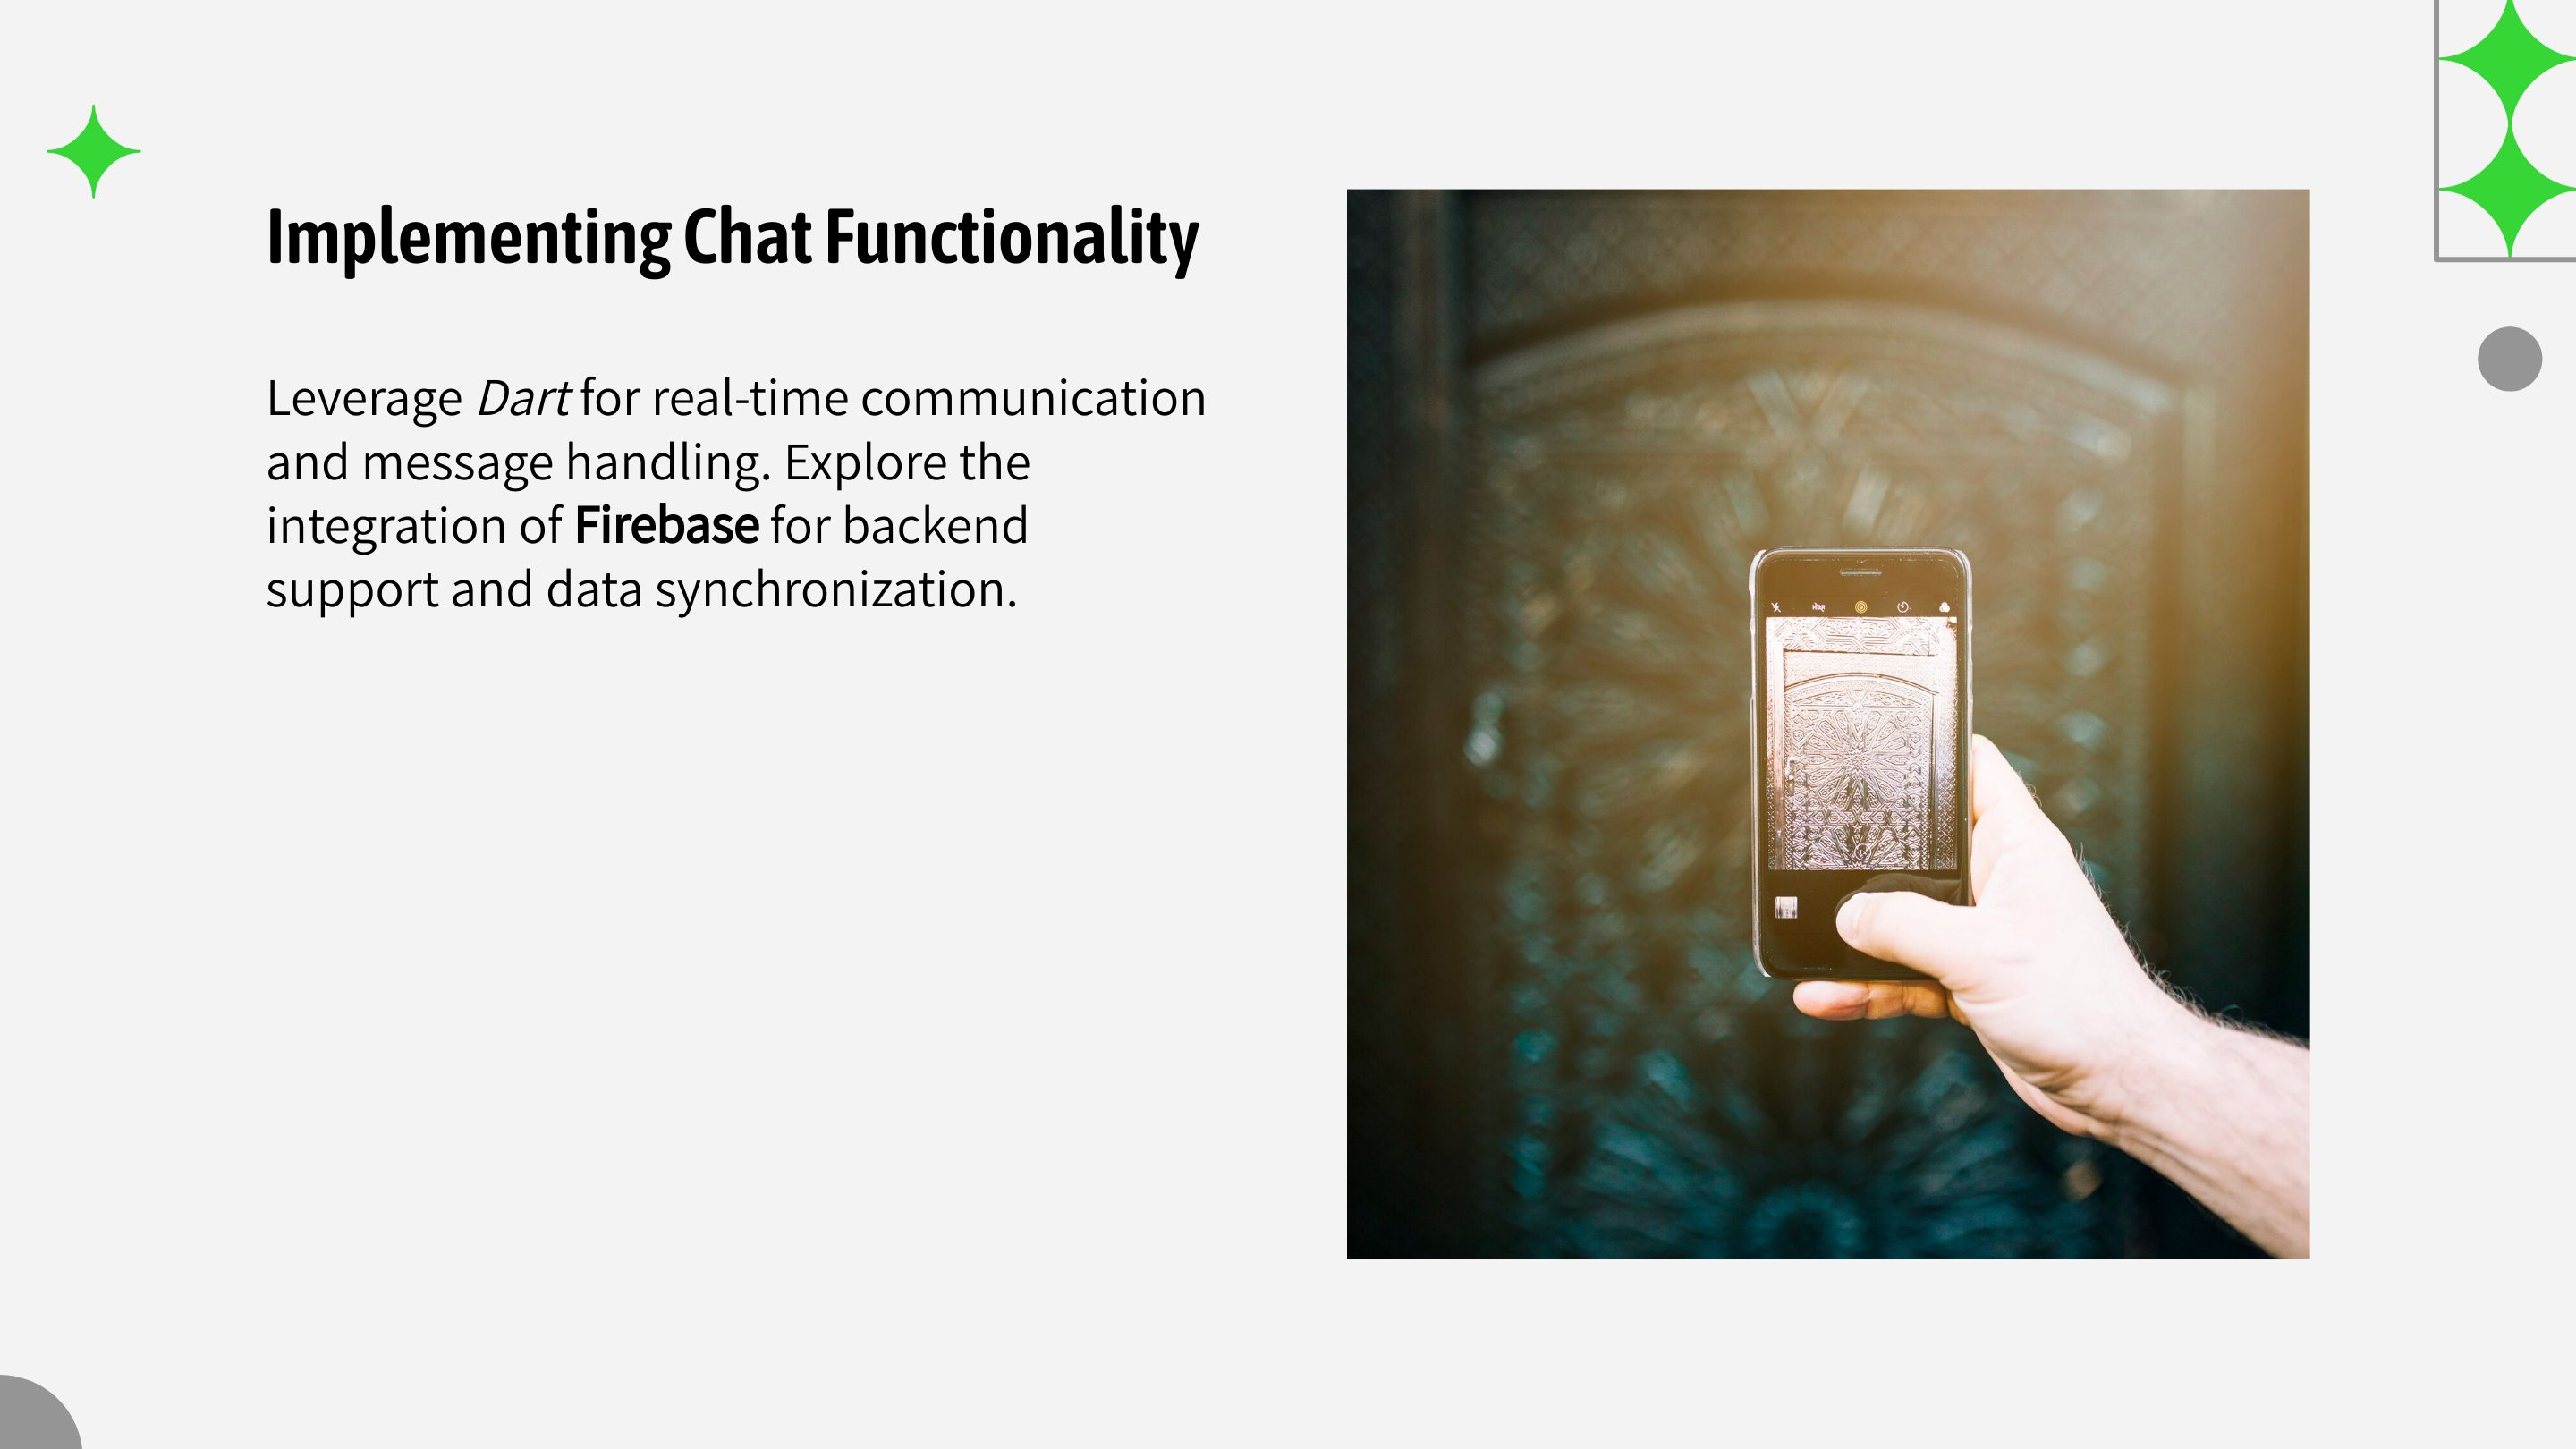 Implementing Chat Functionality
Leverage Dart for real-time communication
and message handling. Explore the
integration of Firebase for backend
support and data synchronization.